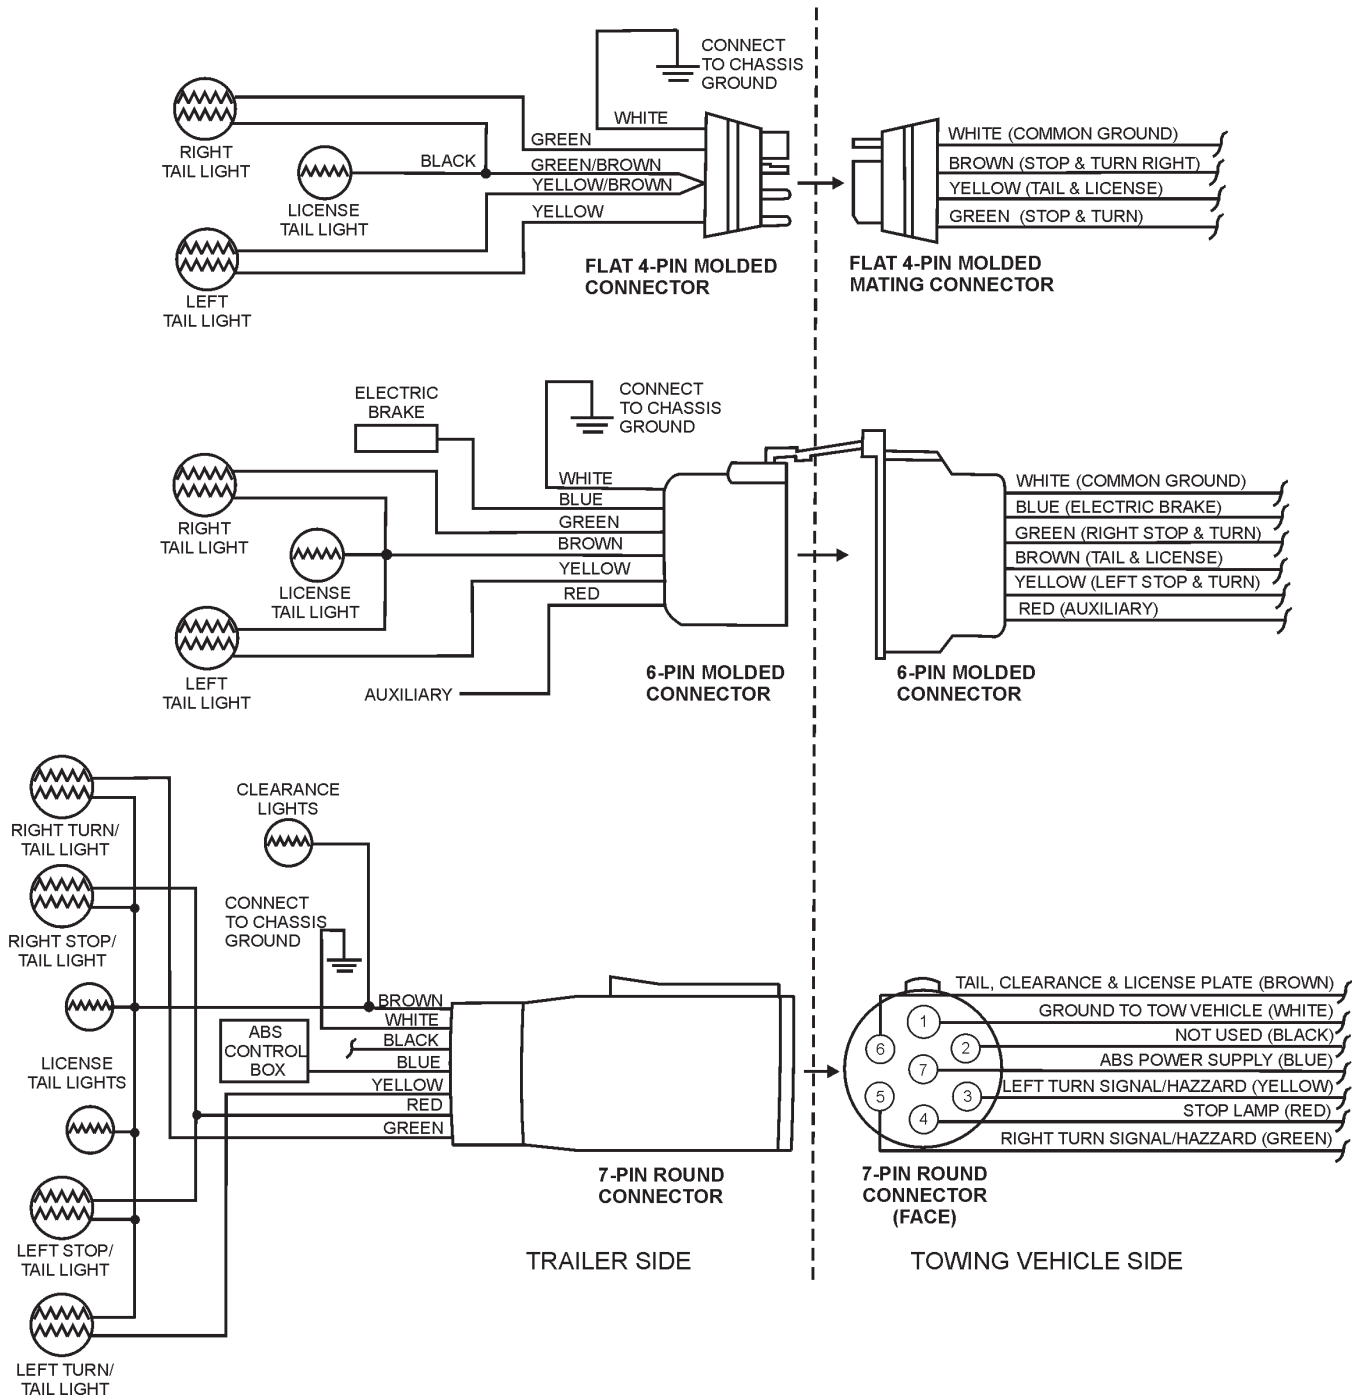 CONNECT
TO CHASSIS
GROUND
WHITE
GREEN
BLACK
GREEN/BROWN
YELLOW/BROWN
YELLOW
RIGHT
TAIL LIGHT
LICENSE
TAIL LIGHT
LEFT
TAIL LIGHT
FLAT 4-PIN MOLDED
CONNECTOR
WHITE (COMMON GROUND)
BROWN (STOP & TURN RIGHT)
YELLOW (TAIL & LICENSE)
GREEN (STOP & TURN)
FLAT 4-PIN MOLDED
MATING CONNECTOR
ELECTRIC
BRAKE
CONNECT
TO CHASSIS
GROUND
WHITE
BLUE
GREEN
BROWN
YELLOW
RED
RIGHT
TAIL LIGHT
LICENSE
TAIL LIGHT
LEFT
TAIL LIGHT
AUXILIARY
6-PIN MOLDED
CONNECTOR
WHITE (COMMON GROUND)
BLUE (ELECTRIC BRAKE)
GREEN (RIGHT STOP & TURN)
BROWN (TAIL & LICENSE)
YELLOW (LEFT STOP & TURN)
RED (AUXILIARY)
6-PIN MOLDED
CONNECTOR
RIGHT TURN/
TAIL LIGHT
CLEARANCE
LIGHTS
RIGHT STOP/
TAIL LIGHT
CONNECT
TO CHASSIS
GROUND
LICENSE
TAIL LIGHTS
ABS
CONTROL
BOX
BROWN
WHITE
BLACK
BLUE
YELLOW
RED
GREEN
LEFT STOP/
TAIL LIGHT
LEFT TURN/
TAIL LIGHT
7-PIN ROUND
CONNECTOR
1
6
2
7
5
3
4
TAIL, CLEARANCE & LICENSE PLATE (BROWN)
GROUND TO TOW VEHICLE (WHITE)
NOT USED (BLACK)
ABS POWER SUPPLY (BLUE)
LEFT TURN SIGNAL/HAZZARD (YELLOW)
STOP LAMP (RED)
RIGHT TURN SIGNAL/HAZZARD (GREEN)
7-PIN ROUND
CONNECTOR
(FACE)
TRAILER SIDE
TOWING VEHICLE SIDE